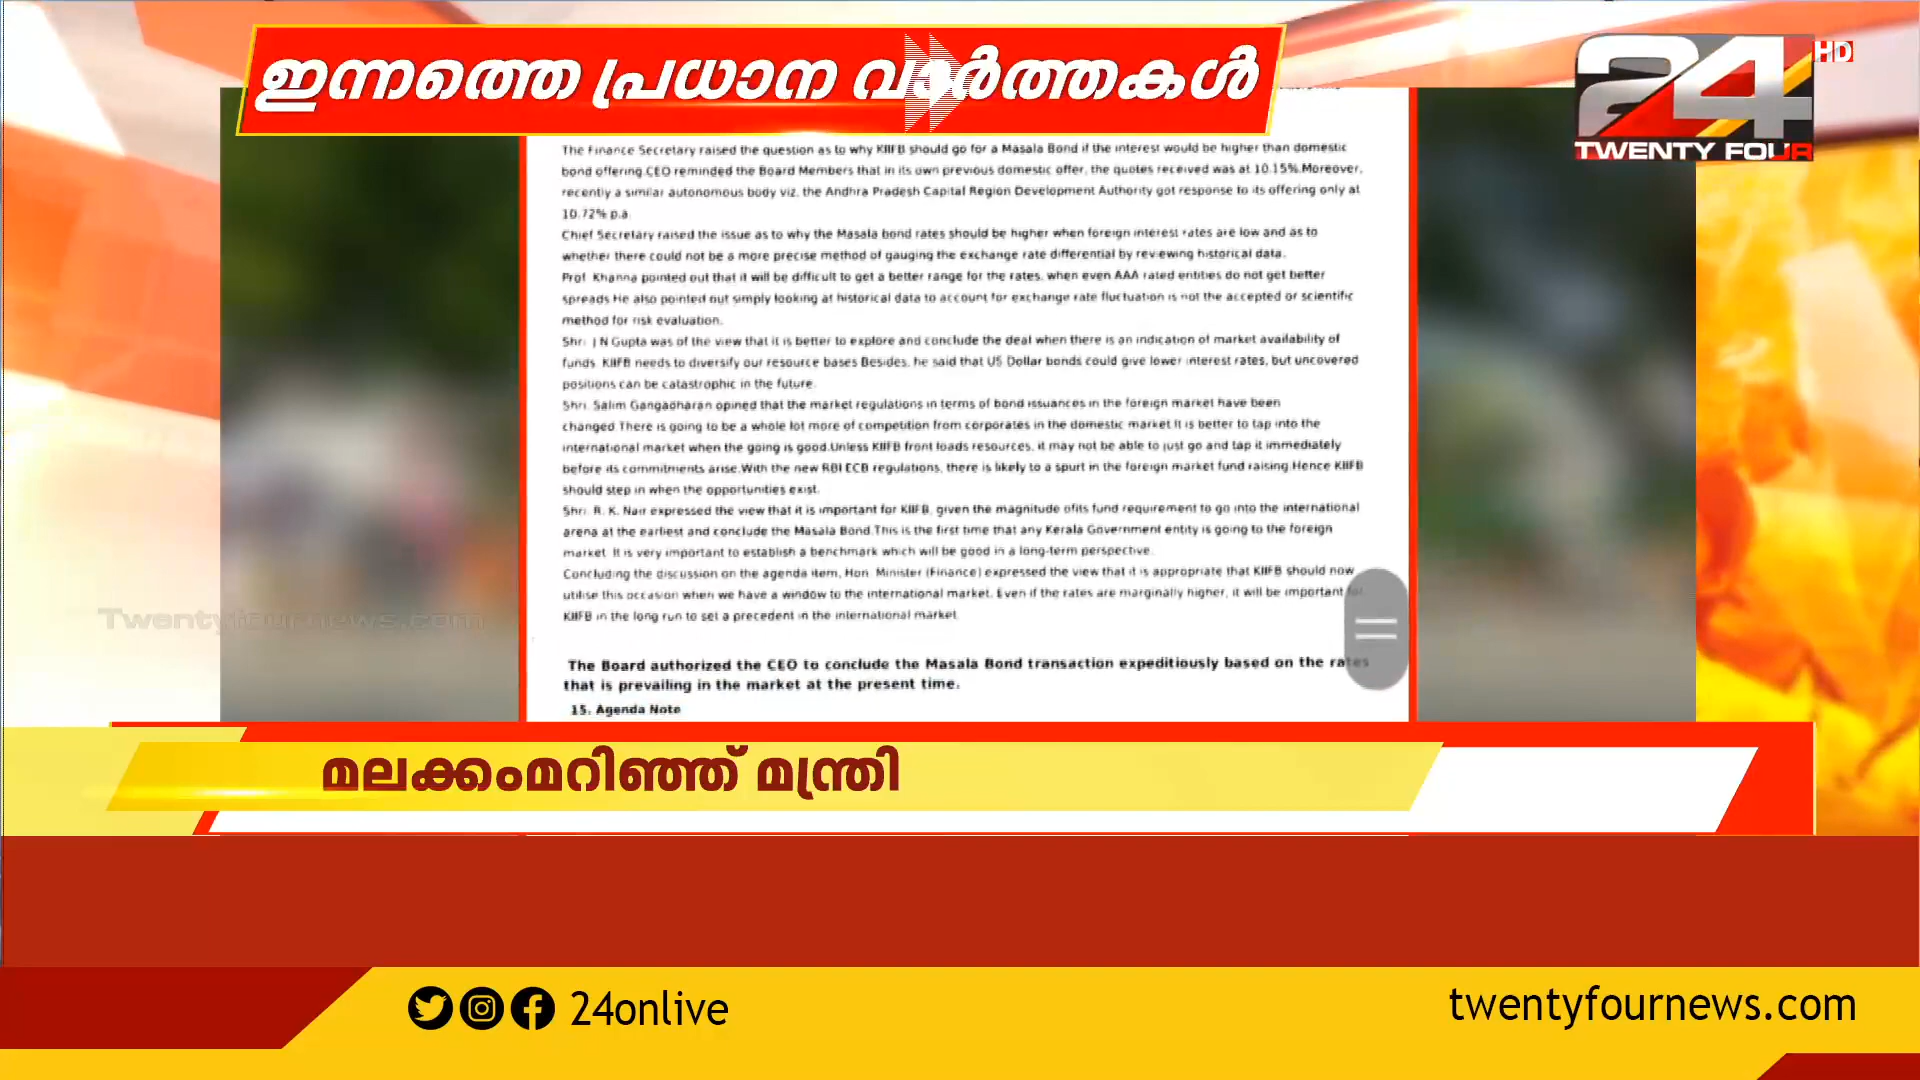 ഇന്നത്തെ പ്രധാന വാർത്തകൾ
24 HD
TWENTY FOUR
The Finance Secretary raised the question as to why KIIFB should go for a Masala Bond if the interest would be higher than domestic
bond offering.CEO reminded the Board Members that in its own previous domestic offer, the quotes received was at 10.15%.Moreover,
recently a similar autonomous body viz. the Andhra Pradesh Capital Region Development Authority got response to its offering only at
10.72% p.a.
Chief Secretary raised the issue as to why the Masala bond rates should be higher when foreign interest rates are low and as to
whether there could not be a more precise method of gauging the exchange rate differential by reviewing historical data.
Prof. Khanna pointed out that it will be difficult to get a better range for the rates, when even AAA rated entities do not get better
spreads.He also pointed out simply looking at historical data to account for exchange rate fluctuation is not the accepted or scientific
method for risk evaluation.
Shri. J N Gupta was of the view that it is better to explore and conclude the deal when there is an indication of market availability of
funds. KIIFB needs to diversify our resource bases Besides, he said that US Dollar bonds could give lower interest rates, but uncovered
positions can be catastrophic in the future.
Shri. Salim Gangadharan opined that the market regulations in terms of bond issuances in the foreign market have been
changed.There is going to be a whole lot more of competition from corporates in the domestic market.It is better to tap into the
international market when the going is good.Unless KIIFB front loads resources, it may not be able to just go and tap it immediately
before its commitments arise.With the new RBI ECB regulations, there is likely to a spurt in the foreign market fund raising.Hence KIIFB
should step in when the opportunities exist.
Shri. R. K. Nair expressed the view that it is important for KIIFB, given the magnitude ofits fund requirement to go into the international
arena at the earliest and conclude the Masala Bond.This is the first time that any Kerala Government entity is going to the foreign
market. It is very important to establish a benchmark which will be good in a long-term perspective.
Concluding the discussion on the agenda item, Hon. Minister (Finance) expressed the view that it is appropriate that KIIFB should now
utilise this occasion when we have a window to the international market. Even if the rates are marginally higher, it will be important
KIIFB in the long run to set a precedent in the international market.
Twentyfournews.com
The Board authorized the CEO to conclude the Masala Bond transaction expeditiously based on the rates
that is prevailing in the market at the present time.
15. Agenda Note
മലക്കംമറിഞ്ഞ് മന്ത്രി
24onlive
twentyfournews.com